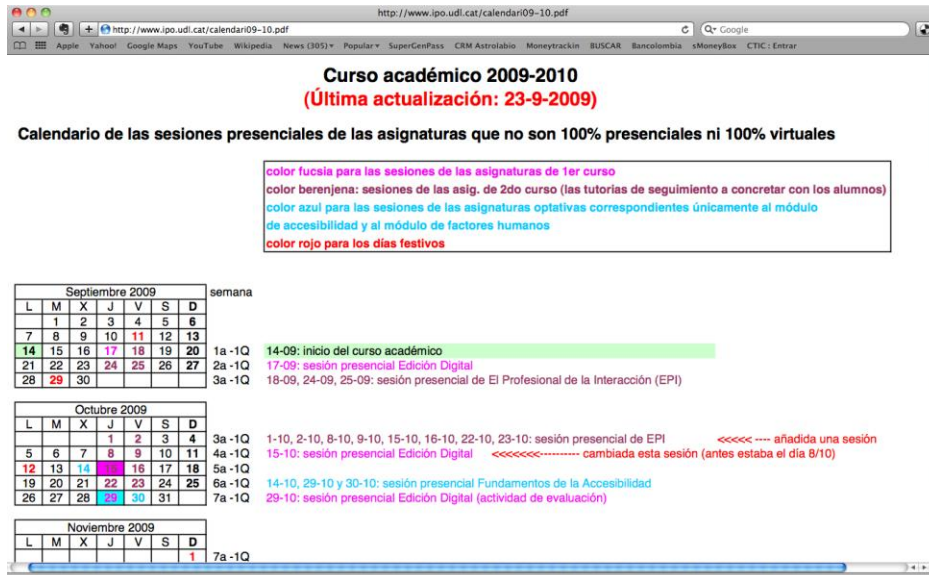 http://www.ipo.udl.cat/calendari09-10.pdf
http://www.ipo.udl.cat/calendari09-10.pdf Google
Apple Yahoo! Google Maps YouTube Wikipedia News (305) Popular SuperGenPass CRM Astrolabio Moneytrackin BUSCAR Bancolombia sMoneyBox CTIC : Entrar
Curso académico 2009-2010
(Última actualización: 23-9-2009)
Calendario de las sesiones presenciales de las asignaturas que no son 100% presenciales ni 100% virtuales
color fucsia para las sesiones de las asignaturas de 1er curso
color berenjena: sesiones de las asig. de 2do curso (las tutorias de seguimiento a concretar con los alumnos)
color azul para las sesiones de las asignaturas optativas correspondientes únicamente al módulo
de accesibilidad y al módulo de factores humanos
color rojo para los días festivos
Septiembre 2009 semana
L M X J V S D
1 2 3 4 5 6
7 8 9 10 11 12 13
14 15 16 17 18 19 20 1a -1Q 14-09: inicio del curso académico
21 22 23 24 25 26 27 2a -1Q 17-09: sesión presencial Edición Digital
28 29 30 3a -1Q 18-09, 24-09, 25-09: sesión presencial de El Profesional de la Interacción (EPI)
Octubre 2009
L M X J V S D
1 2 3 4 3a -1Q 1-10, 2-10, 8-10, 9-10, 15-10, 16-10, 22-10, 23-10: sesión presencial de EPI <<<<< ---- añadida una sesión
5 6 7 8 9 10 11 4a -1Q 15-10: sesión presencial Edición Digital <<<<<<<---------- cambiada esta sesión (antes estaba el día 8/10)
12 13 14 15 16 17 18 5a -1Q
19 20 21 22 23 24 25 6a -1Q 14-10, 29-10 y 30-10: sesión presencial Fundamentos de la Accesibilidad
26 27 28 29 30 31 7a -1Q 29-10: sesión presencial Edición Digital (actividad de evaluación)
Noviembre 2009
L M X J V S D
1 7a -1Q